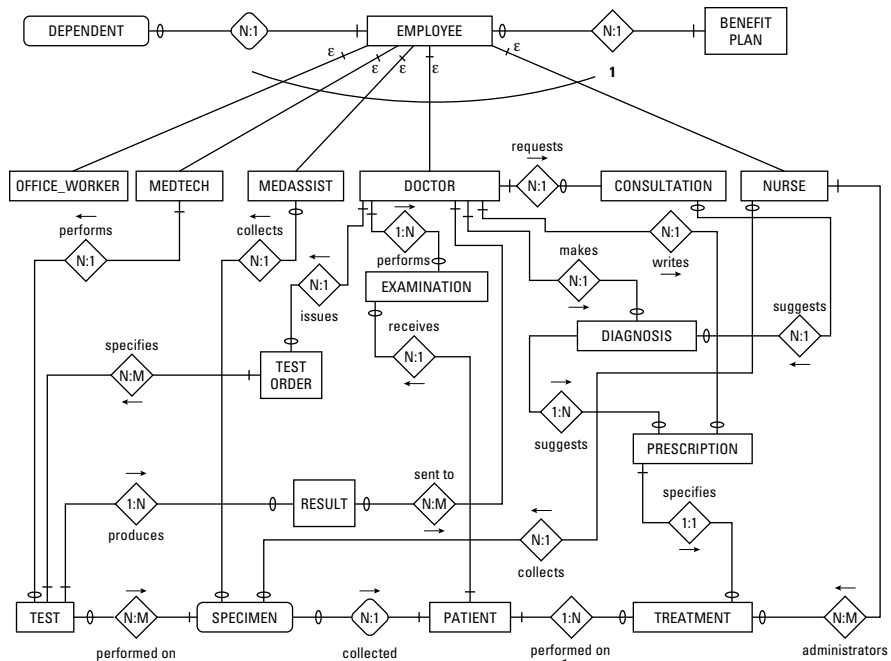 DEPENDENT
N:1
EMPLOYEE
N:1
BENEFIT
PLAN
ε
ε
ε
ε
ε
1
requests
OFFICE_WORKER
MEDTECH
MEDASSIST
DOCTOR
N:1
CONSULTATION
NURSE
performs
N:1
collects
N:1
1:N
performs
N:1
writes
makes
N:1
N:1
issues
EXAMINATION
receives
N:1
DIAGNOSIS
suggests
N:1
specifies
N:M
TEST
ORDER
1:N
suggests
PRESCRIPTION
1:N
produces
RESULT
sent to
N:M
specifies
1:1
N:1
collects
TEST
N:M
performed on
SPECIMEN
N:1
collected
PATIENT
1:N
performed on
TREATMENT
N:M
administrators